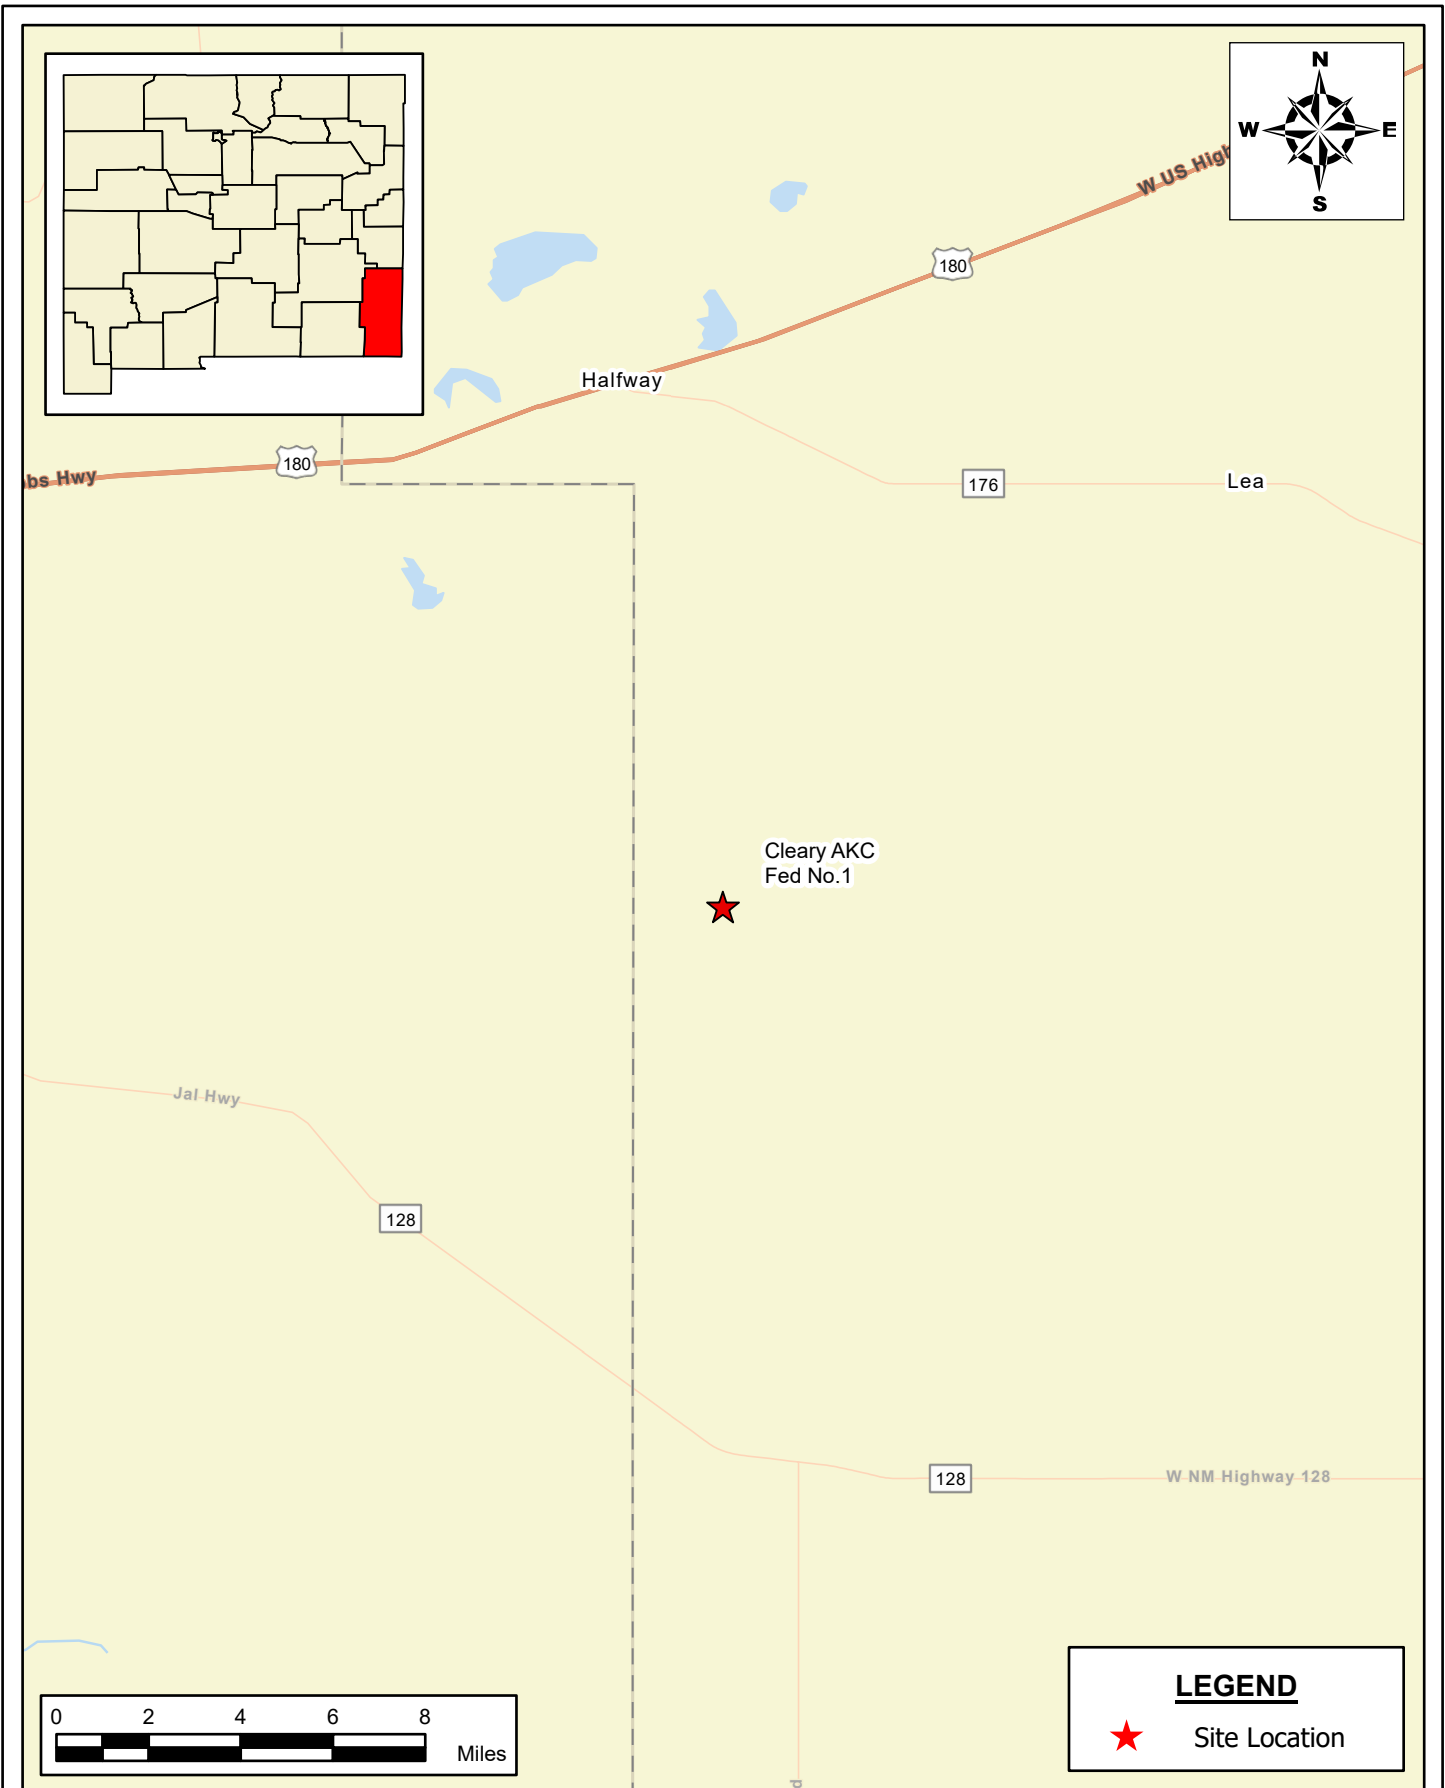 N
W E
S
W US High
180
Halfway
180
bs Hwy
176
Lea
Cleary AKC
Fed No.1
Jal Hwy
128
128
W NM Highway 128
LEGEND
Site Location
0 2 4 6 8
Miles
d